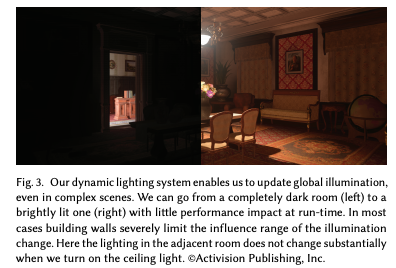 Fig. 3. Our dynamic lighting system enables us to update global illumination,
even in complex scenes. We can go from a completely dark room (left) to a
brightly lit one (right) with little performance impact at run-time. In most
cases building walls severely limit the influence range of the illumination
change. Here the lighting in the adjacent room does not change substantially
when we turn on the ceiling light. ©Activision Publishing, Inc.